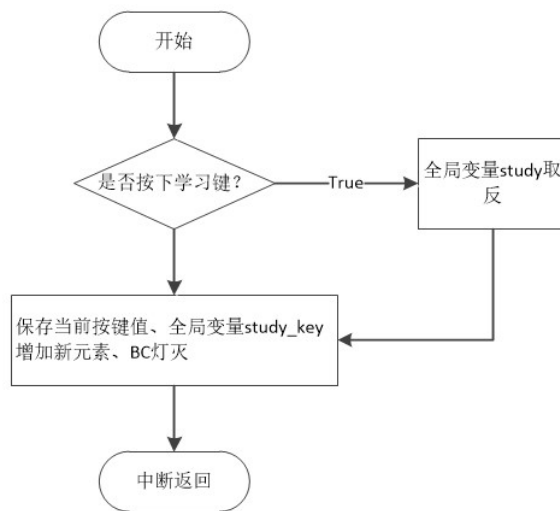 开始
是否按下学习键？
True
全局变量study取
反
保存当前按键值、全局变量study_key
增加新元素、BC灯灭
中断返回